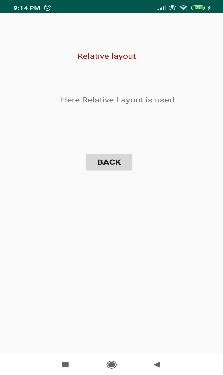 9:14 PM
Relative layout
Here Relative Layout is used
BACK